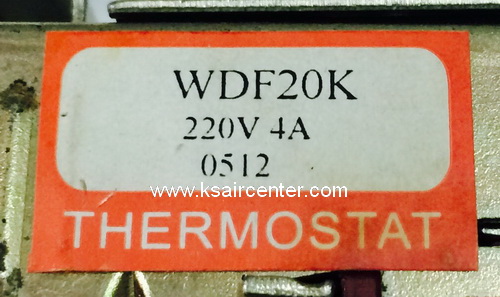 WDF20K
220V 4A
0512
www.ksaircenter.com
THERMOSTAT